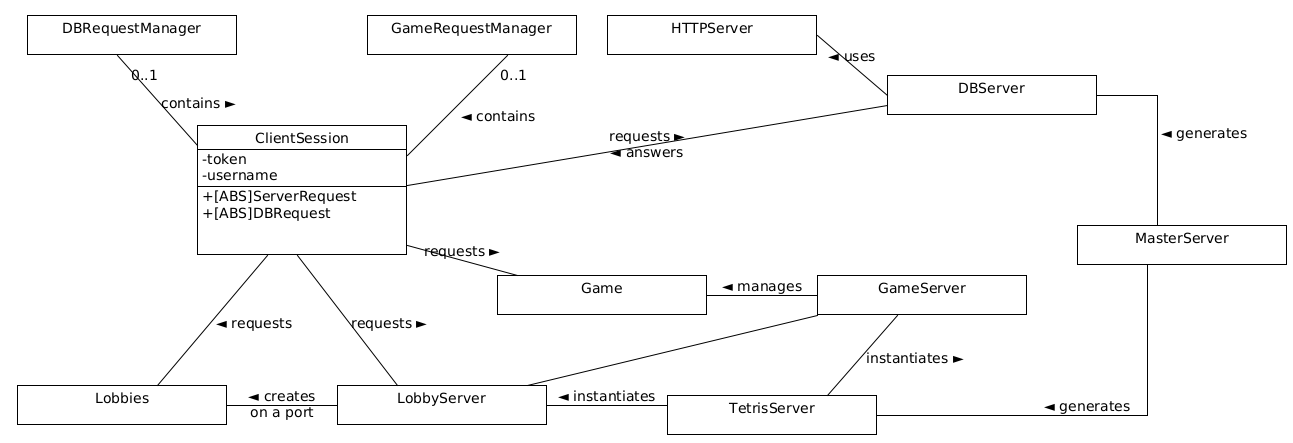 DBRequestManager
GameRequestManager
HTTPServer
0..1
0..1
◄ uses
DBServer
contains ►
◄ contains
ClientSession
-token
-username
+[ABS]ServerRequest
+[ABS]DBRequest
requests ►
◄ answers
◄ generates
MasterServer
requests ►
Game
◄ manages
GameServer
◄ requests
requests ►
instantiates ►
Lobbies
◄ creates
on a port
LobbyServer
◄ instantiates
TetrisServer
◄ generates